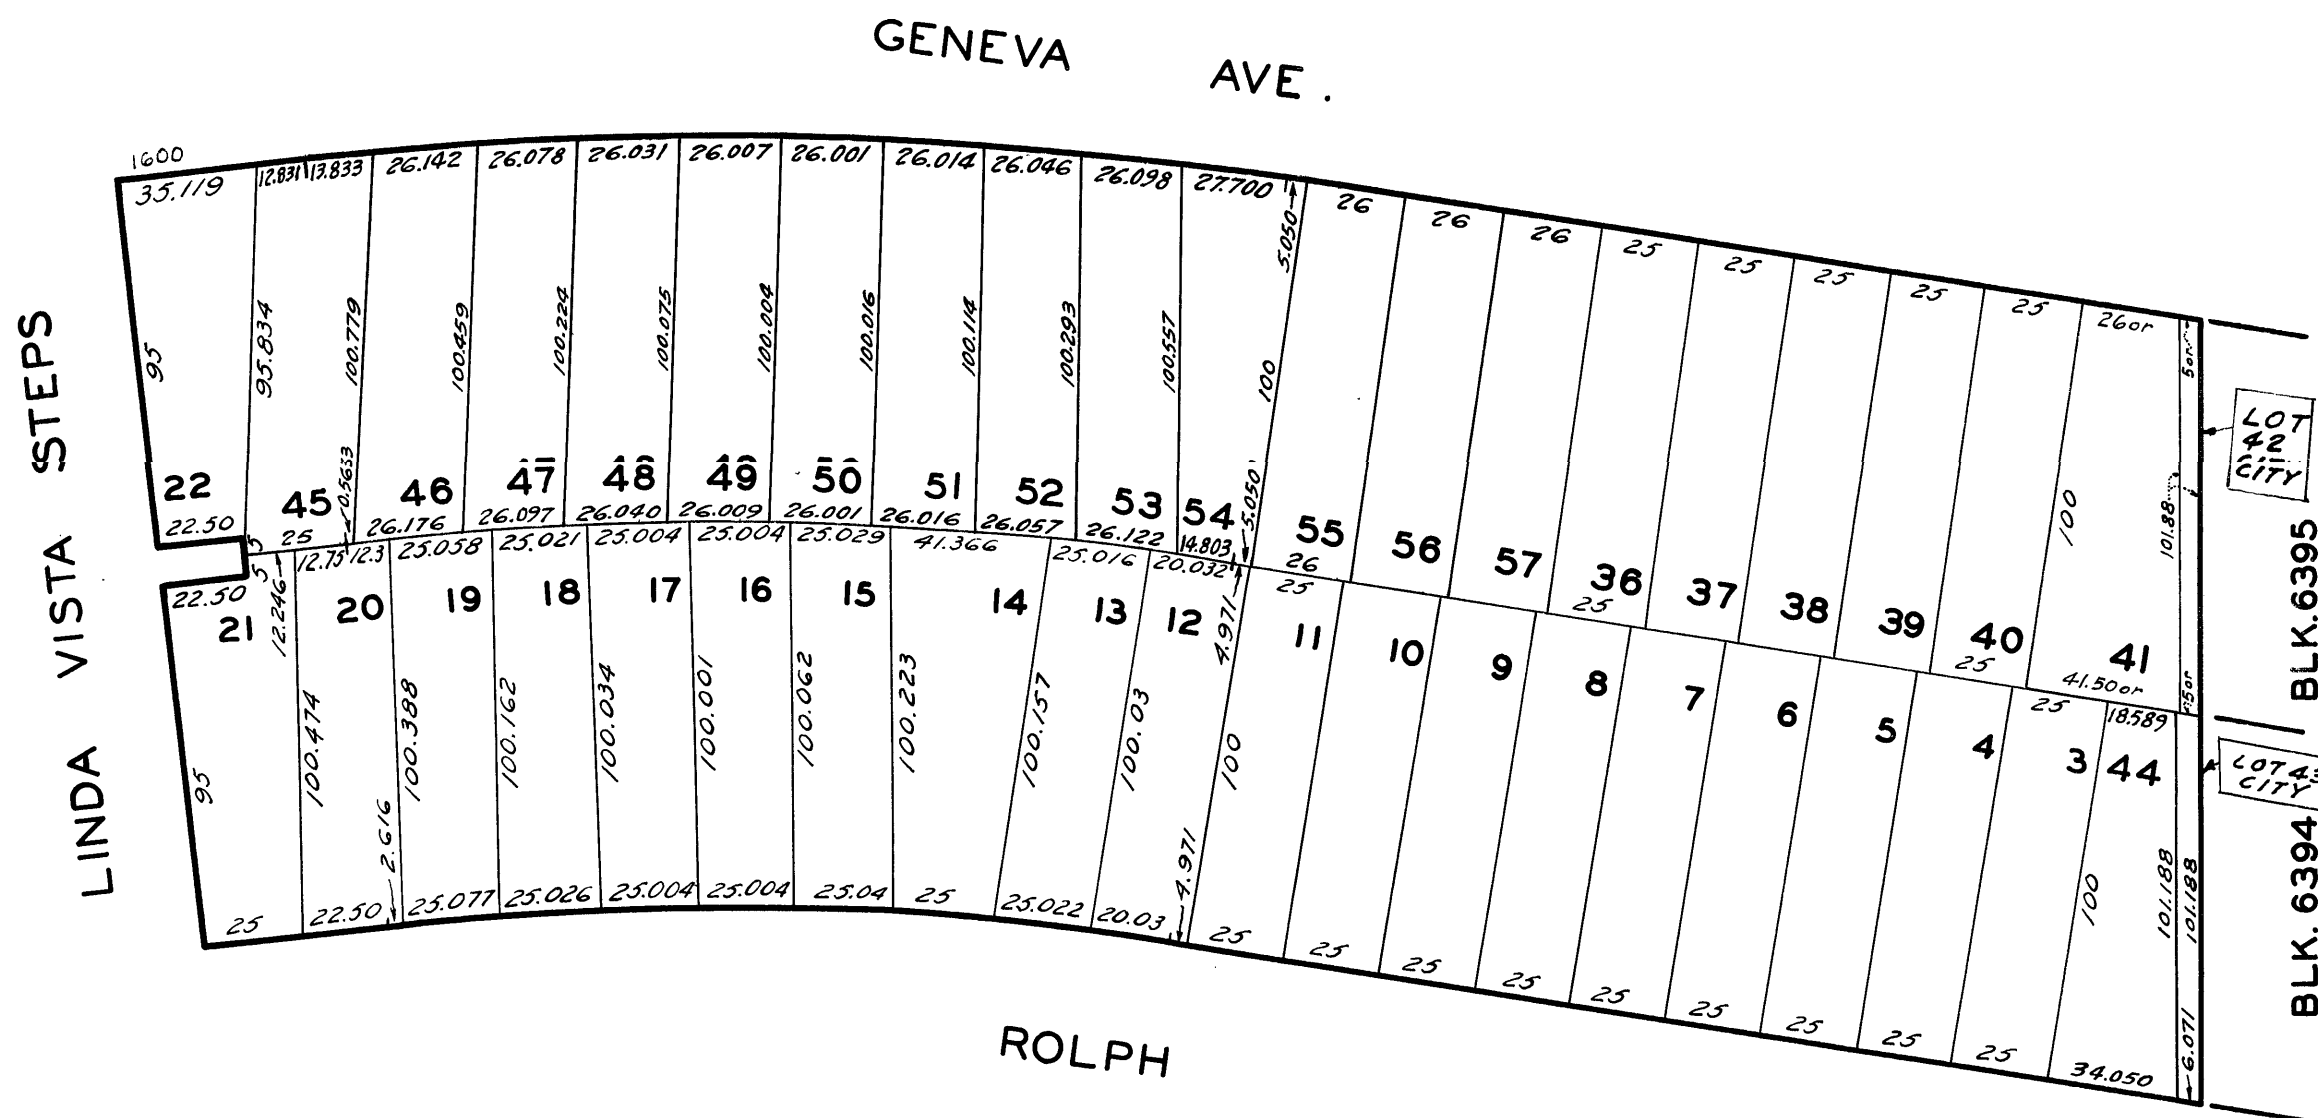 GENEVA AVE.
1600
35.119 12.831 13.833 26.142 26.078 26.031 26.007 26.001 26.014 26.046 26.098 27.700 26 26 26 25 25 25 25 25 26or
5.050
5or
95 95.834 100.779 100.459 100.224 100.075 100.004 100.016 100.114 100.293 100.557 100 100 101.88
LOT
42
CITY
0.5633
5.050'
22 45 46 47 48 49 50 51 52 53 54 55 56 57 36 37 38 39 40 41
22.50 25 26.176 26.097 26.040 26.009 26.001 26.016 26.057 26.122 14.803 26 25 25 41.50or
5or
5
5
22.50 12.75 12.3 25.058 25.021 25.004 25.004 25.029 41.366 25.016 20.032 25 25 18.589
12.246
4.971
21 20 19 18 17 16 15 14 13 12 11 10 9 8 7 6 5 4 3 44
LOT 43
CITY
95 100.474 100.388 100.162 100.034 100.001 100.062 100.223 100.157 100.03 100 100 101.188 101.188
2.616
4.971
6.071
25 22.50 25.077 25.026 25.004 25.004 25.04 25 25.022 20.03 25 25 25 25 25 25 25 25 25 34.050
LINDA VISTA STEPS
BLK. 6394
BLK. 6395
ROLPH